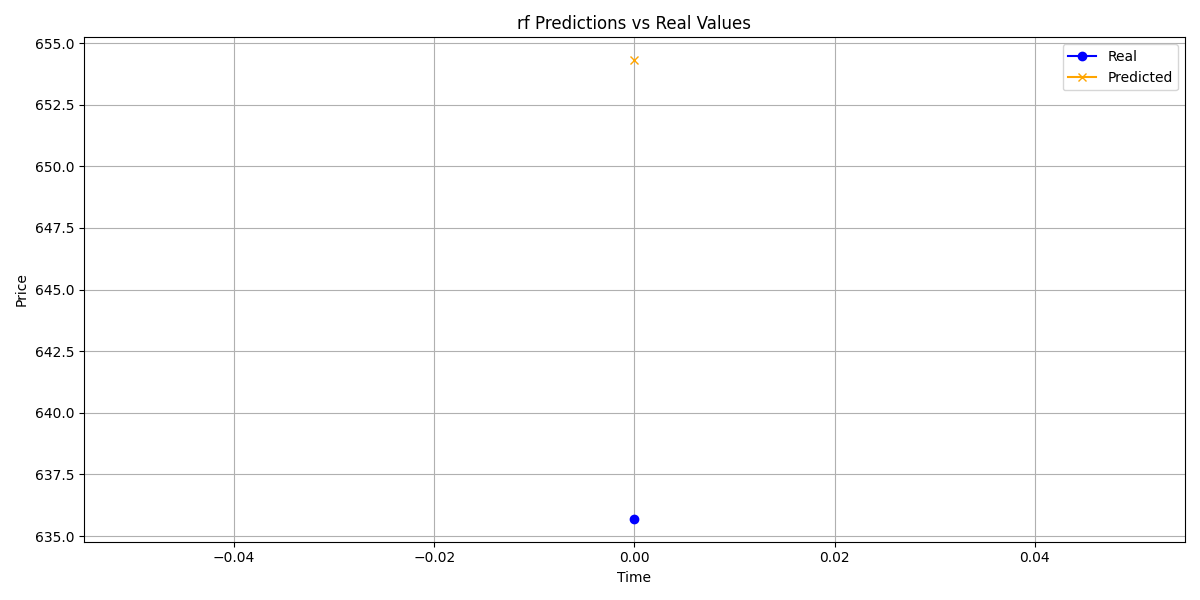 rf Predictions vs Real Values
655.0
652.5
650.0
647.5
645.0
642.5
640.0
637.5
635.0
Price
Real
Predicted
−0.04 −0.02 0.00 0.02 0.04
Time